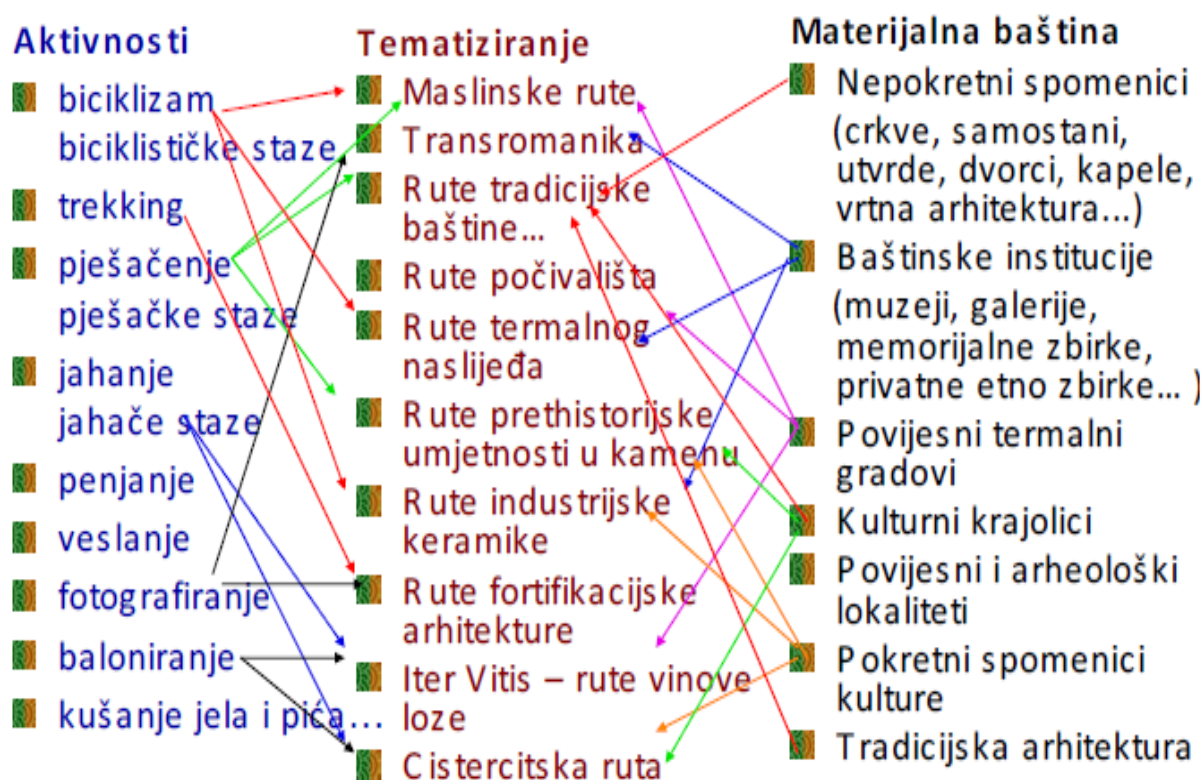 Aktivnosti
biciklizam
biciklističke staze
trekking
pješačenje
pješačke staze
jahanje
jahače staze
penjanje
veslanje
fotografiranje
baloniranje
kušanje jela i pića...
Tematiziranje
Maslinske rute
Transromanika
Rute tradicijske
baštine...
Rute počivališta
Rute termalnog
naslijeđa
Rute prethistorijske
umjetnosti u kamenu
Rute industrijske
keramike
Rute fortifikacijske
arhitekture
Iter Vitis – rute vinove
loze
Cistercitska ruta
Materijalna baština
Nepokretni spomenici
(crkve, samostani,
utvrde, dvorci, kapele,
vrtna arhitektura...)
Baštinske institucije
(muzeji, galerije,
memorijalne zbirke,
privatne etno zbirke... )
Povijesni termalni
gradovi
Kulturni krajolici
Povijesni i arheološki
lokaliteti
Pokretni spomenici
kulture
Tradicijska arhitektura